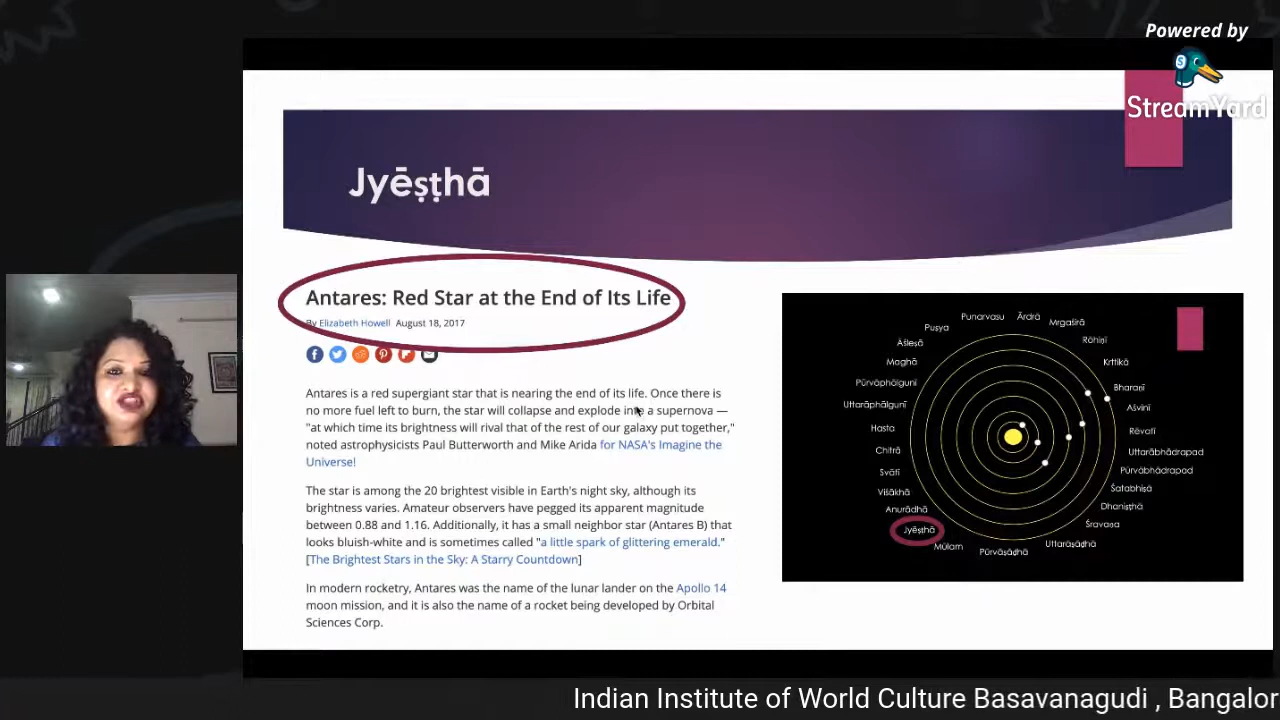 Powered by
StreamYard
Jyēṣṭhā
Antares: Red Star at the End of Its Life
By Elizabeth Howell August 18, 2017
Antares is a red supergiant star that is nearing the end of its life. Once there is
no more fuel left to burn, the star will collapse and explode into a supernova —
"at which time its brightness will rival that of the rest of our galaxy put together,"
noted astrophysicists Paul Butterworth and Mike Arida for NASA's Imagine the
Universe!
The star is among the 20 brightest visible in Earth's night sky, although its
brightness varies. Amateur observers have pegged its apparent magnitude
between 0.88 and 1.16. Additionally, it has a small neighbor star (Antares B) that
looks bluish-white and is sometimes called "a little spark of glittering emerald."
[The Brightest Stars in the Sky: A Starry Countdown]
In modern rocketry, Antares was the name of the lunar lander on the Apollo 14
moon mission, and it is also the name of a rocket being developed by Orbital
Sciences Corp.
Punarvasu
Ārdrā
Mṛgaśirā
Rōhiṇī
Kṛttikā
Bharaṇī
Aśvinī
Rēvatī
Uttarābhādrapad
Pūrvābhādrapad
Śatabhiṣā
Dhaniṣṭhā
Śravaṇa
Uttarāṣāḍhā
Pūrvāṣāḍhā
Mūlam
Jyēṣṭhā
Anurādhā
Viśākhā
Svātī
Chitrā
Hasta
Uttarāphālgunī
Pūrvāphālgunī
Maghā
Āślēṣā
Puṣya
Indian Institute of World Culture Basavanagudi , Bangalor